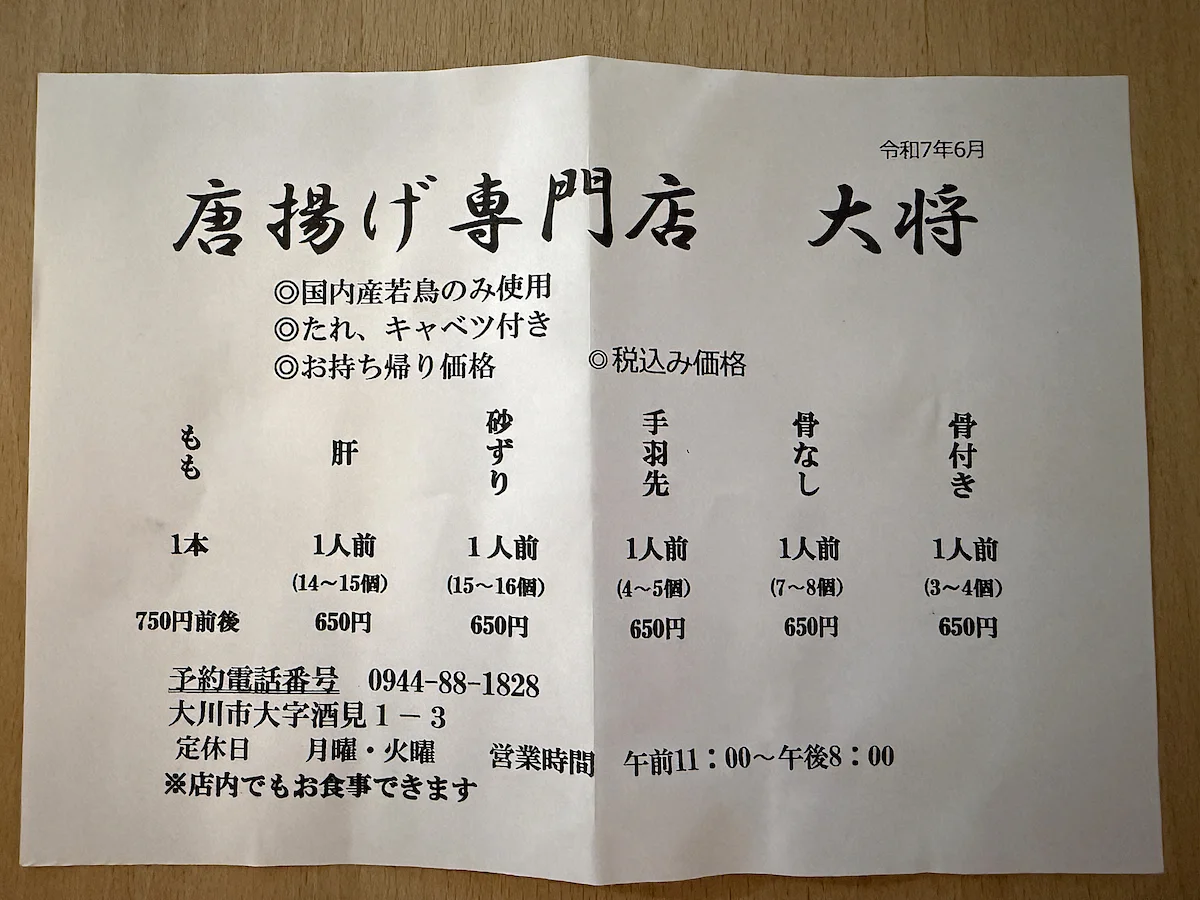 令和7年6月
唐揚げ専門店　大将
◎国内産若鳥のみ使用
◎たれ、キャベツ付き
◎お持ち帰り価格　◎税込み価格
骨付き
1人前
(3〜4個)
650円
骨なし
1人前
(7〜8個)
650円
手羽先
1人前
(4〜5個)
650円
砂ずり
1人前
(15〜16個)
650円
肝
1人前
(14〜15個)
650円
もも
1本
750円前後
予約電話番号　0944-88-1828
大川市大字酒見1－3
定休日　月曜・火曜　営業時間　午前11：00〜午後8：00
※店内でもお食事できます